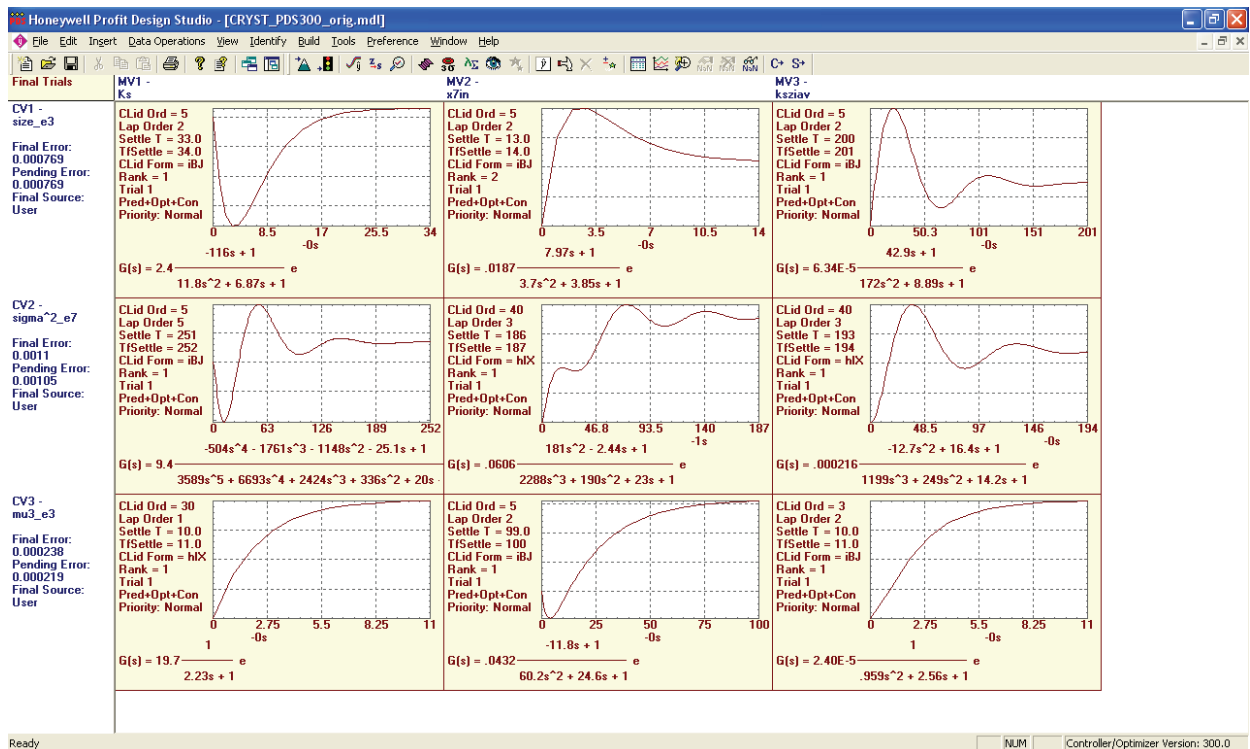 Honeywell Profit Design Studio - [CRYST_PDS300_orig.mdl]
File Edit Insert Data Operations View Identify Build Tools Preference Window Help
Final Trials
MV1 -
Ks
MV2 -
x7in
MV3 -
ksziav
CV1 -
size_e3
Final Error:
0.000769
Pending Error:
0.000769
Final Source:
User
CLid Ord = 5
Lap Order 2
Settle T = 33.0
TfSettle = 34.0
CLid Form = iBJ
Rank = 1
Trial 1
Pred+Opt+Con
Priority: Normal
0 8.5 17 25.5 34
-0s
-116s + 1
G(s) = 2.4 e
11.8s^2 + 6.87s + 1
CLid Ord = 5
Lap Order 2
Settle T = 13.0
TfSettle = 14.0
CLid Form = iBJ
Rank = 2
Trial 1
Pred+Opt+Con
Priority: Normal
0 3.5 7 10.5 14
-0s
7.97s + 1
G(s) = .0187 e
3.7s^2 + 3.85s + 1
CLid Ord = 5
Lap Order 2
Settle T = 200
TfSettle = 201
CLid Form = iBJ
Rank = 1
Trial 1
Pred+Opt+Con
Priority: Normal
0 50.3 101 151 201
-0s
42.9s + 1
G(s) = 6.34E-5 e
172s^2 + 8.89s + 1
CV2 -
sigma^2_e7
Final Error:
0.0011
Pending Error:
0.00105
Final Source:
User
CLid Ord = 5
Lap Order 5
Settle T = 251
TfSettle = 252
CLid Form = iBJ
Rank = 1
Trial 1
Pred+Opt+Con
Priority: Normal
0 63 126 189 252
-0s
-504s^4 - 1761s^3 - 1148s^2 - 25.1s + 1
G(s) = 9.4
3589s^5 + 6693s^4 + 2424s^3 + 336s^2 + 20s -
CLid Ord = 40
Lap Order 3
Settle T = 186
TfSettle = 187
CLid Form = hIX
Rank = 1
Trial 1
Pred+Opt+Con
Priority: Normal
0 46.8 93.5 140 187
-1s
181s^2 - 2.44s + 1
G(s) = .0606 e
2288s^3 + 190s^2 + 23s + 1
CLid Ord = 40
Lap Order 3
Settle T = 193
TfSettle = 194
CLid Form = hIX
Rank = 1
Trial 1
Pred+Opt+Con
Priority: Normal
0 48.5 97 146 194
-0s
-12.7s^2 + 16.4s + 1
G(s) = .000216 e
1199s^3 + 249s^2 + 14.2s + 1
CV3 -
mu3_e3
Final Error:
0.000238
Pending Error:
0.000219
Final Source:
User
CLid Ord = 30
Lap Order 1
Settle T = 10.0
TfSettle = 11.0
CLid Form = hIX
Rank = 1
Trial 1
Pred+Opt+Con
Priority: Normal
0 2.75 5.5 8.25 11
-0s
1
G(s) = 19.7 e
2.23s + 1
CLid Ord = 5
Lap Order 2
Settle T = 99.0
TfSettle = 100
CLid Form = iBJ
Rank = 1
Trial 1
Pred+Opt+Con
Priority: Normal
0 25 50 75 100
-0s
-11.8s + 1
G(s) = .0432 e
60.2s^2 + 24.6s + 1
CLid Ord = 3
Lap Order 2
Settle T = 10.0
TfSettle = 11.0
CLid Form = iBJ
Rank = 1
Trial 1
Pred+Opt+Con
Priority: Normal
0 2.75 5.5 8.25 11
-0s
1
G(s) = 2.40E-5 e
.959s^2 + 2.56s + 1
Ready
NUM
Controller/Optimizer Version: 300.0